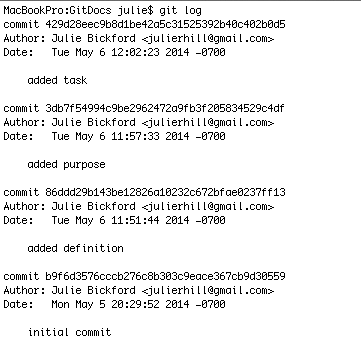 MacBookPro:GitDocs julie$ git log
commit 429d28eec9b8d1be42a5c31525392b40c402b0d5
Author: Julie Bickford <julierhill@gmail.com>
Date:   Tue May 6 12:02:23 2014 -0700
added task
commit 3db7f54994c9be2962472a9fb3f205834529c4df
Author: Julie Bickford <julierhill@gmail.com>
Date:   Tue May 6 11:57:33 2014 -0700
added purpose
commit 86ddd29b143be12826a10232c672bfae0237ff13
Author: Julie Bickford <julierhill@gmail.com>
Date:   Tue May 6 11:51:44 2014 -0700
added definition
commit b9f6d3576cccb276c8b303c9eace367cb9d30559
Author: Julie Bickford <julierhill@gmail.com>
Date:   Mon May 5 20:29:52 2014 -0700
initial commit